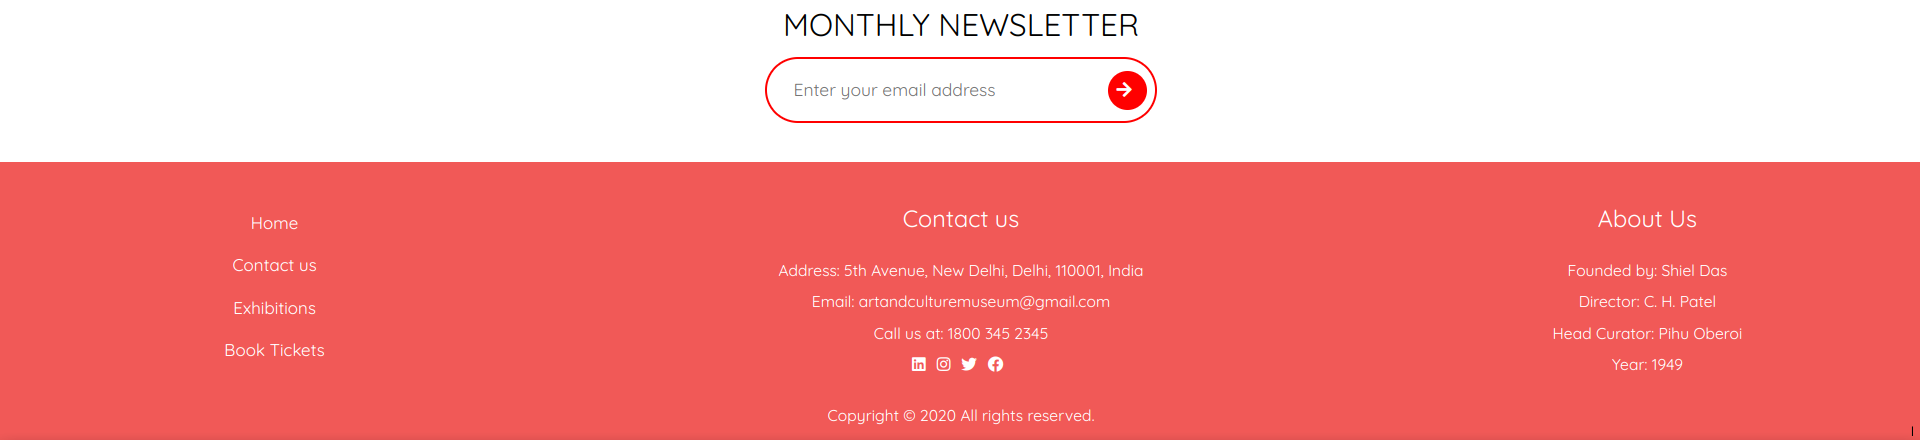 MONTHLY NEWSLETTER
Enter your email address
Home
Contact us
Exhibitions
Book Tickets
Contact us
Address: 5th Avenue, New Delhi, Delhi, 110001, India
Email: artandculturemuseum@gmail.com
Call us at: 1800 345 2345
Copyright © 2020 All rights reserved.
About Us
Founded by: Shiel Das
Director: C. H. Patel
Head Curator: Pihu Oberoi
Year: 1949